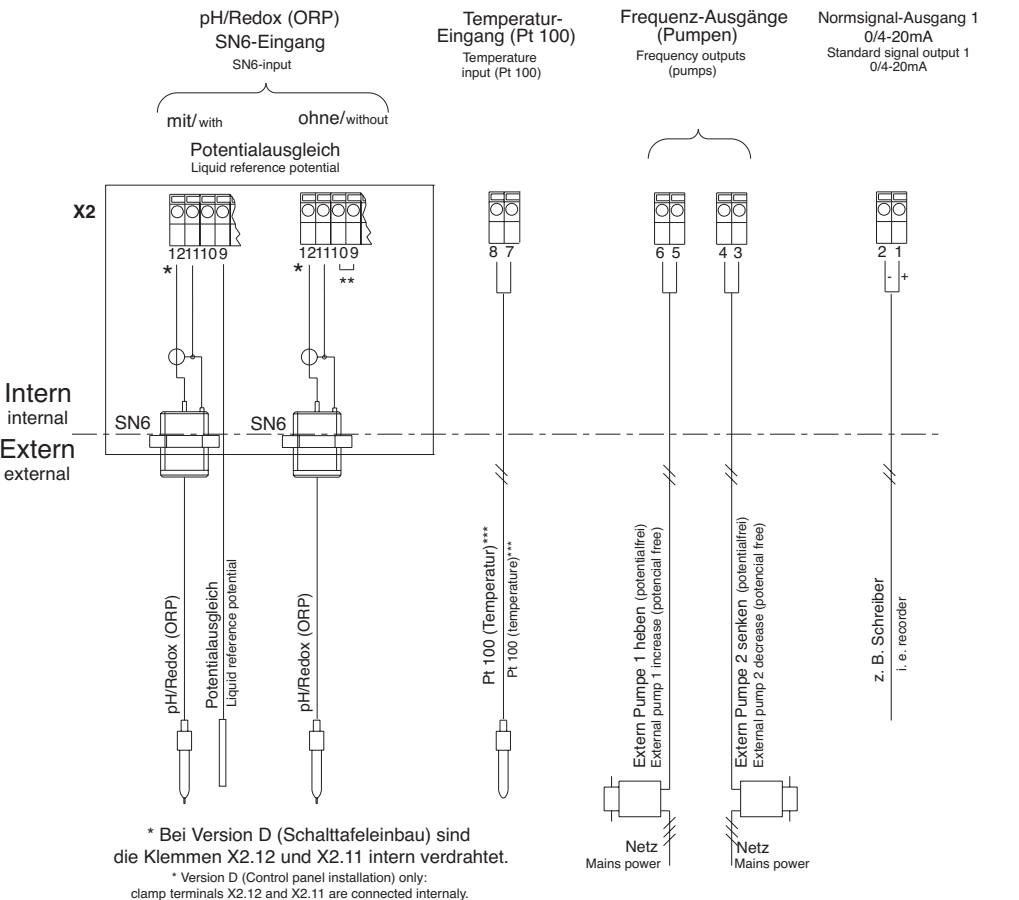 pH/Redox (ORP)
SN6-Eingang
SN6-input
mit/ with
ohne/without
Potentialausgleich
Liquid reference potential
Temperatur-
Eingang (Pt 100)
Temperature
input (Pt 100)
Frequenz-Ausgänge
(Pumpen)
Frequency outputs
(pumps)
Normsignal-Ausgang 1
0/4-20mA
Standard signal output 1
0/4-20mA
X2
12 11 10 9
*
12 11 10 9
*
**
8 7
6 5
4 3
2 1
- +
Intern
internal
Extern
external
SN6
SN6
pH/Redox (ORP)
Potentialausgleich
Liquid reference potential
pH/Redox (ORP)
Pt 100 (Temperatur)***
Pt 100 (temperature)***
Extern Pumpe 1 heben (potentialfrei)
External pump 1 increase (potencial free)
Extern Pumpe 2 senken (potentialfrei)
External pump 2 decrease (potencial free)
z. B. Schreiber
i. e. recorder
Netz
Mains power
Netz
Mains power
* Bei Version D (Schalttafeleinbau) sind
die Klemmen X2.12 und X2.11 intern verdrahtet.
* Version D (Control panel installation) only:
clamp terminals X2.12 and X2.11 are connected internaly.